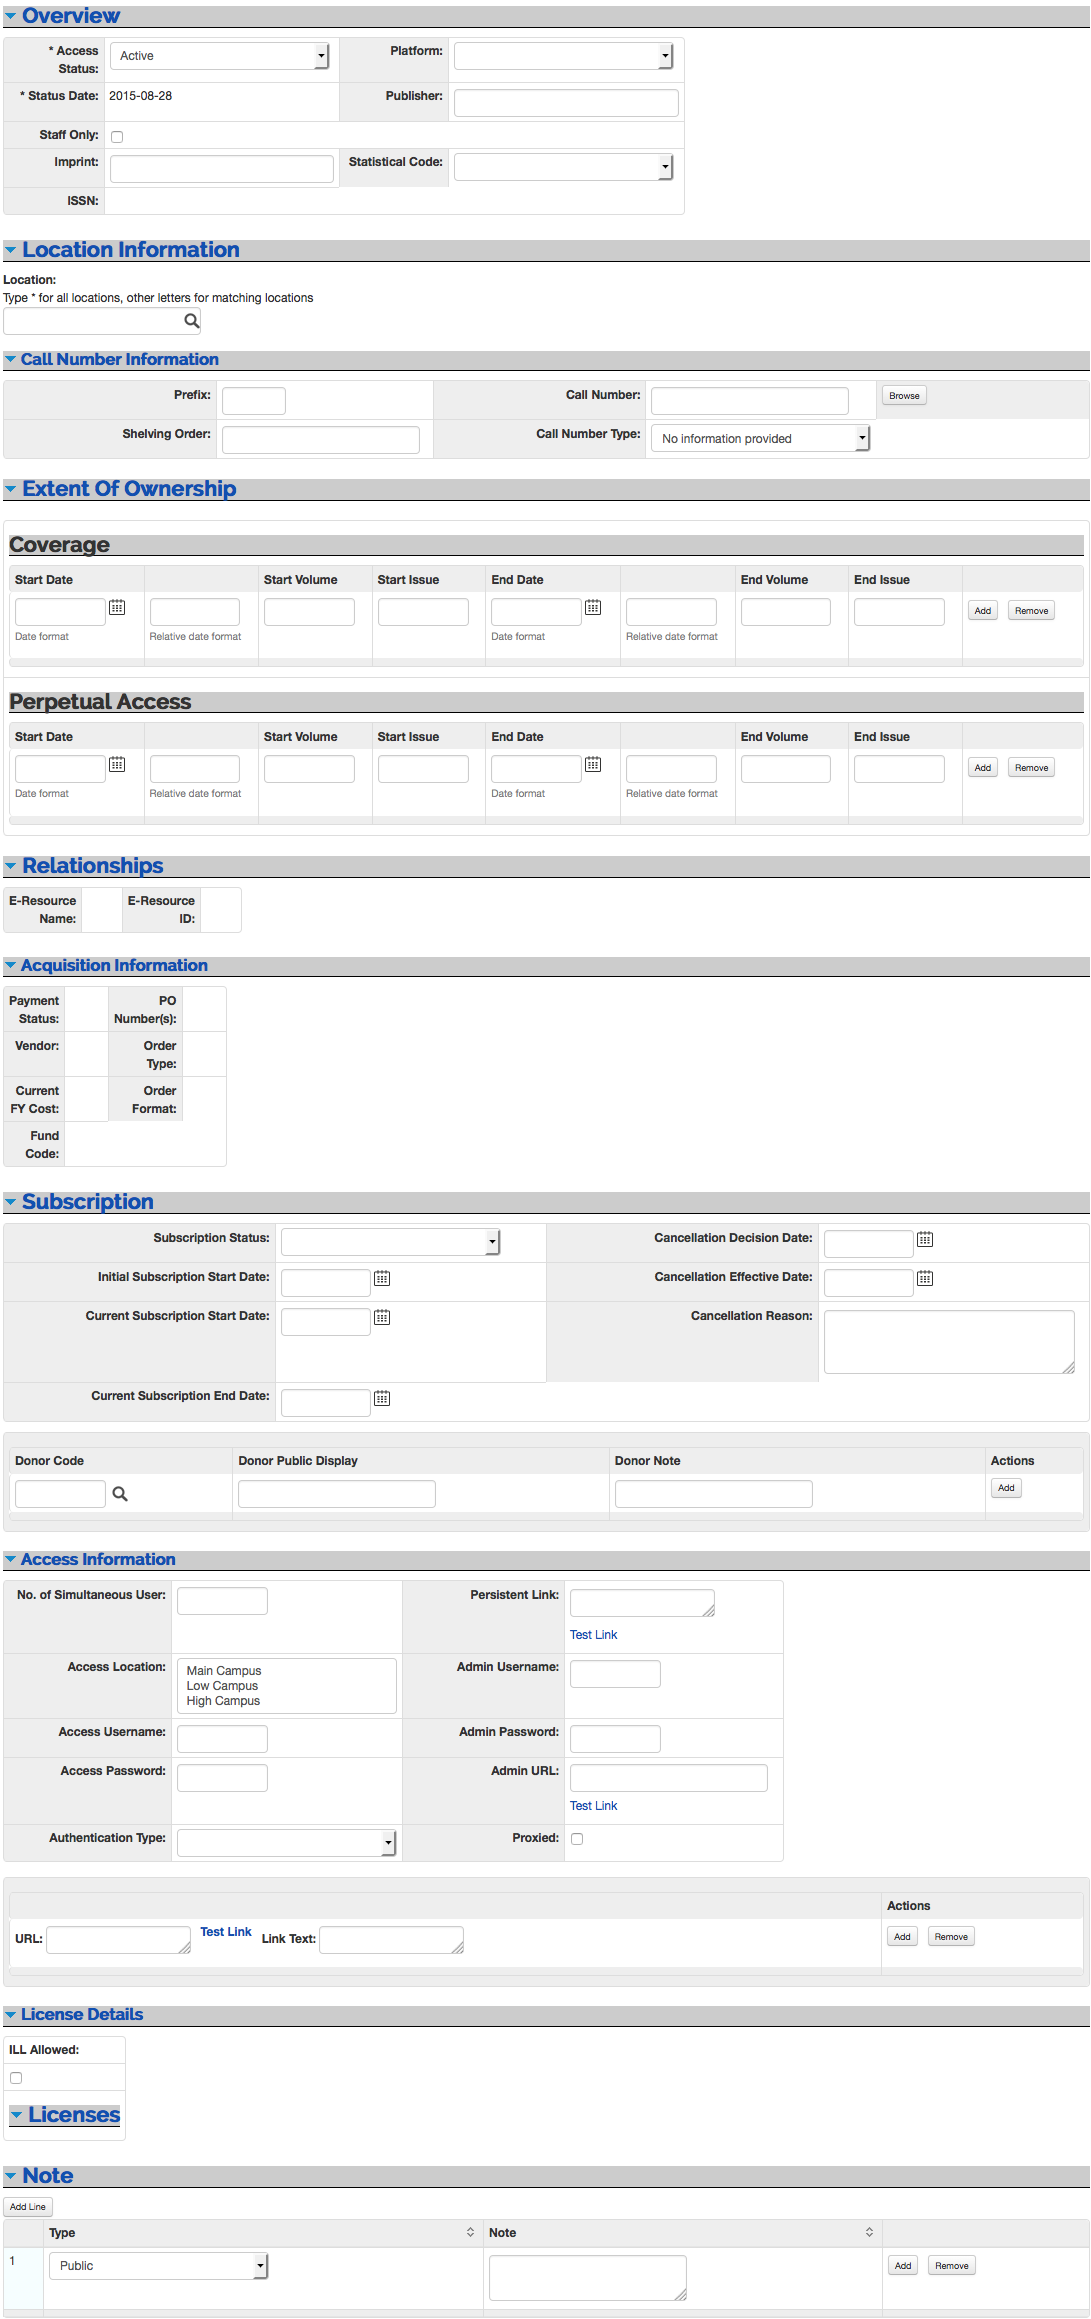 Overview
* Access Status:
Active
Platform:
* Status Date:
2015-08-28
Publisher:
Staff Only:
Imprint:
Statistical Code:
ISSN:
Location Information
Location:
Type * for all locations, other letters for matching locations
Call Number Information
Prefix:
Call Number:
Browse
Shelving Order:
Call Number Type:
No information provided
Extent Of Ownership
Coverage
Start Date
Start Volume
Start Issue
End Date
End Volume
End Issue
Add
Remove
Date format
Relative date format
Date format
Relative date format
Perpetual Access
Start Date
Start Volume
Start Issue
End Date
End Volume
End Issue
Add
Remove
Date format
Relative date format
Date format
Relative date format
Relationships
E-Resource Name:
E-Resource ID:
Acquisition Information
Payment Status:
PO Number(s):
Vendor:
Order Type:
Current FY Cost:
Order Format:
Fund Code:
Subscription
Subscription Status:
Cancellation Decision Date:
Initial Subscription Start Date:
Cancellation Effective Date:
Current Subscription Start Date:
Cancellation Reason:
Current Subscription End Date:
Donor Code
Donor Public Display
Donor Note
Actions
Add
Access Information
No. of Simultaneous User:
Persistent Link:
Test Link
Access Location:
Main Campus
Low Campus
High Campus
Admin Username:
Access Username:
Admin Password:
Access Password:
Admin URL:
Test Link
Authentication Type:
Proxied:
Actions
URL:
Test Link
Link Text:
Add
Remove
License Details
ILL Allowed:
Licenses
Note
Add Line
Type
Note
1
Public
Add
Remove